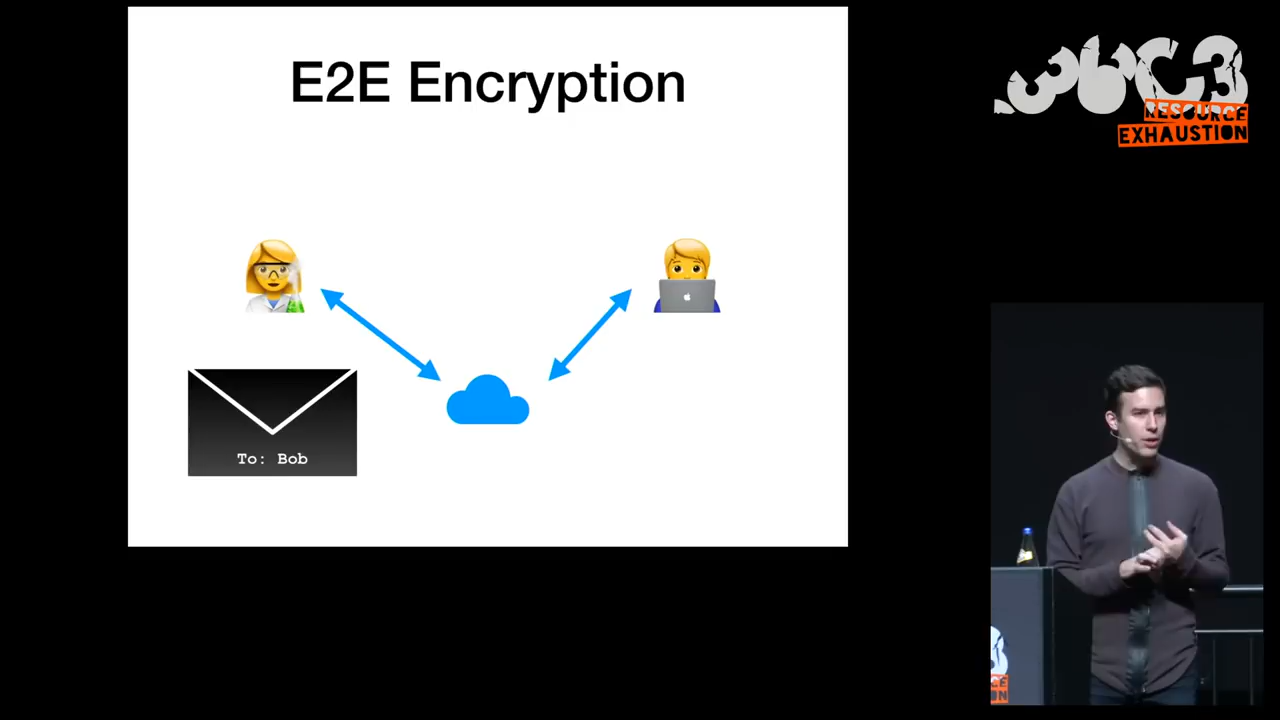 E2E Encryption
To: Bob
36C3
RESOURCE
EXHAUSTION